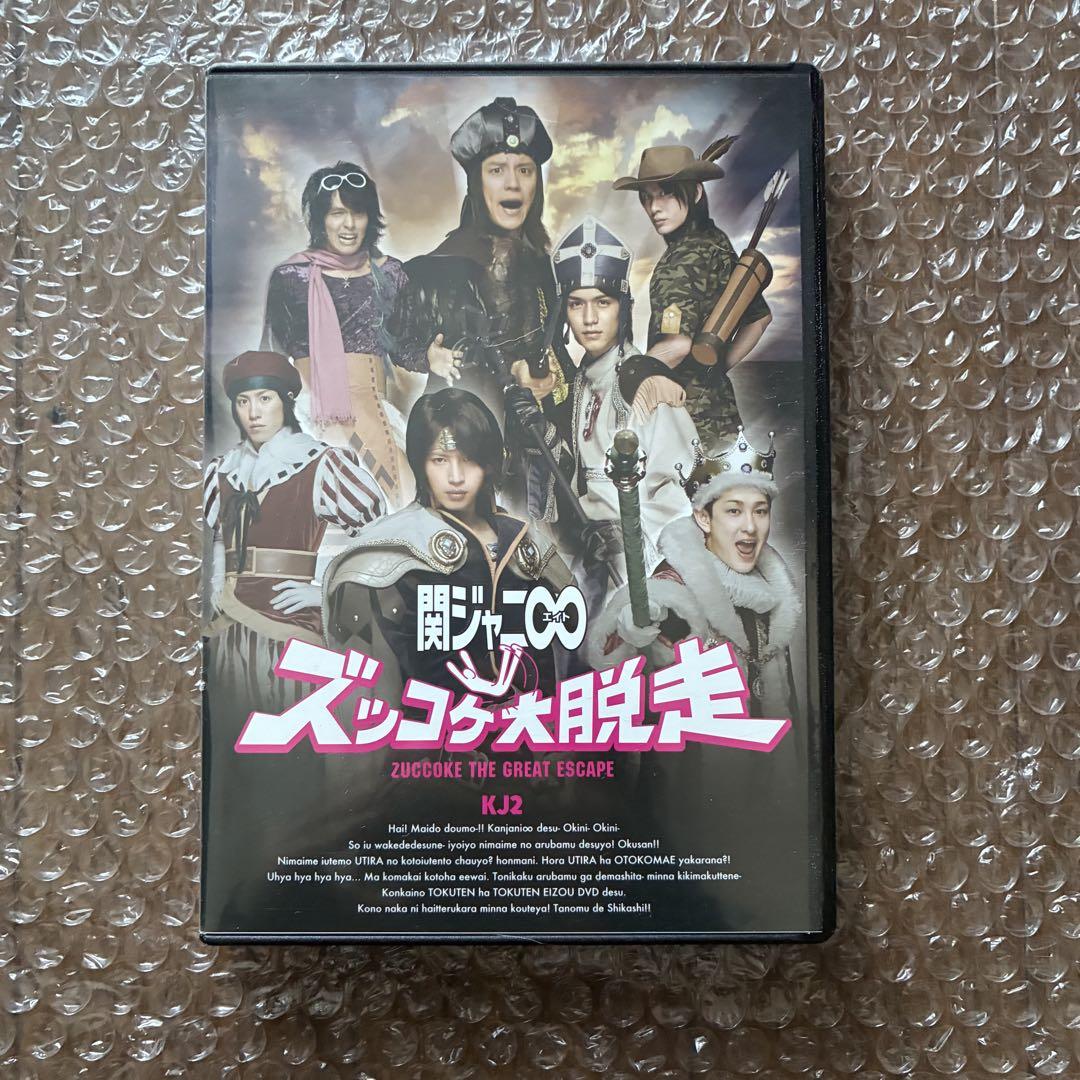 関ジャニ∞
エイト
ズッコケ大脱走
ZUCCOKE THE GREAT ESCAPE
KJ2
Hai! Maido doumo-!! Kanjani∞ desu- Okini- Okini-
So iu wakededesune- iyoiyo nimaime no arubamu desuyo! Okusan!!
Nimaime iutemo UTIRA no kotoiutento chauyo? honmani. Hora UTIRA ha OTOKOMAE yakarana?!
Uhya hya hya hya... Ma komakai kotoha eewai. Tonikaku arubamu ga demashita- minna kikimakuttene-
Konkaino TOKUTEN ha TOKUTEN EIZOU DVD desu.
Kono naka ni haitterukara minna kouteya! Tanomu de Shikashi!!